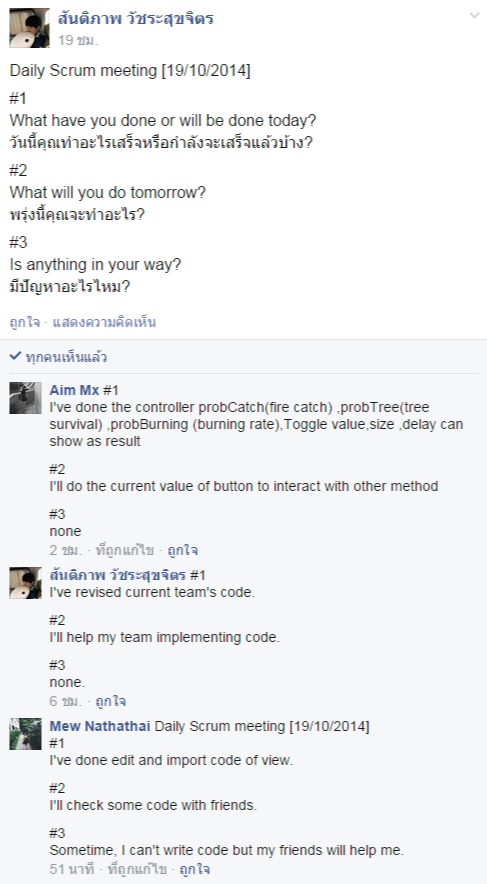 สันติภาพ วัชระสุขจิตร
19 ชม.
Daily Scrum meeting [19/10/2014]
#1
What have you done or will be done today?
วันนี้คุณทำอะไรเสร็จหรือกำลังจะเสร็จแล้วบ้าง?
#2
What will you do tomorrow?
พรุ่งนี้คุณจะทำอะไร?
#3
Is anything in your way?
มีปัญหาอะไรไหม?
ถูกใจ · แสดงความคิดเห็น
ทุกคนเห็นแล้ว
Aim Mx #1
I've done the controller probCatch(fire catch) ,probTree(tree
survival) ,probBurning (burning rate),Toggle value,size ,delay can
show as result
#2
I'll do the current value of button to interact with other method
#3
none
2 ชม. · ที่ถูกแก้ไข · ถูกใจ
สันติภาพ วัชระสุขจิตร #1
I've revised current team's code.
#2
I'll help my team implementing code.
#3
none.
6 ชม. · ถูกใจ
Mew Nathathai Daily Scrum meeting [19/10/2014]
#1
I've done edit and import code of view.
#2
I'll check some code with friends.
#3
Sometime, I can't write code but my friends will help me.
51 นาที · ที่ถูกแก้ไข · ถูกใจ